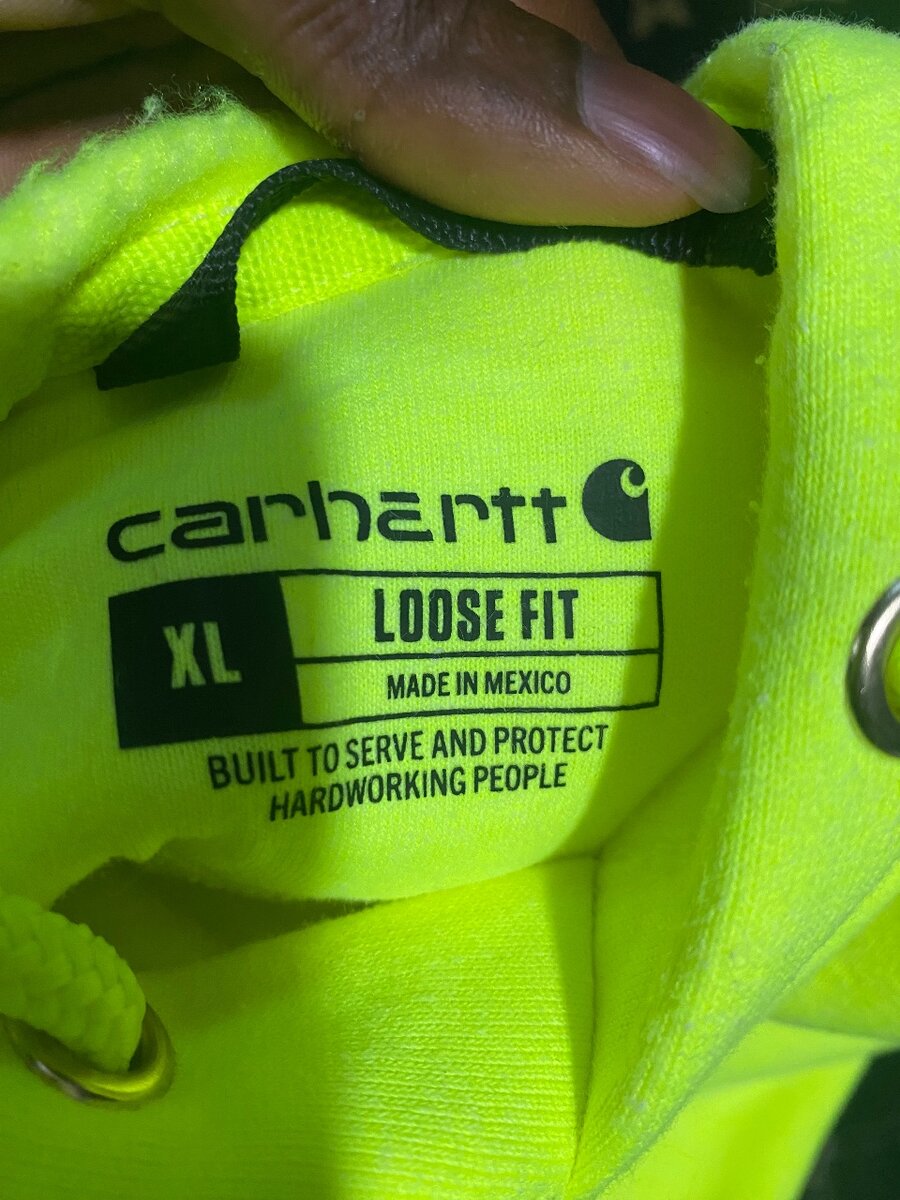 carhartt
XL
LOOSE FIT
MADE IN MEXICO
BUILT TO SERVE AND PROTECT
HARDWORKING PEOPLE